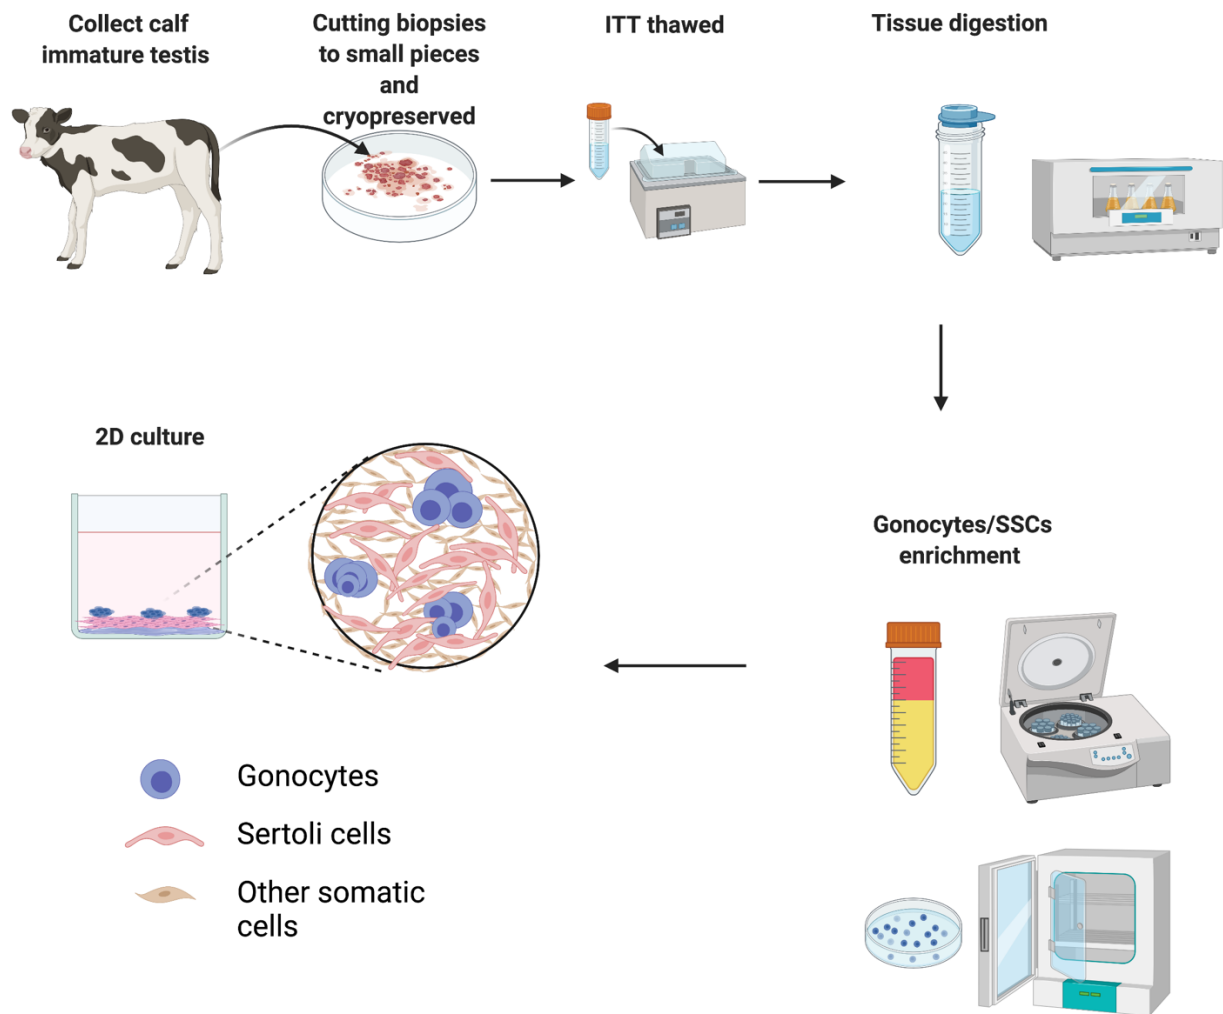 Collect calf
immature testis
Cutting biopsies
to small pieces
and
cryopreserved
ITT thawed
Tissue digestion
2D culture
Gonocytes/SSCs
enrichment
Gonocytes
Sertoli cells
Other somatic
cells